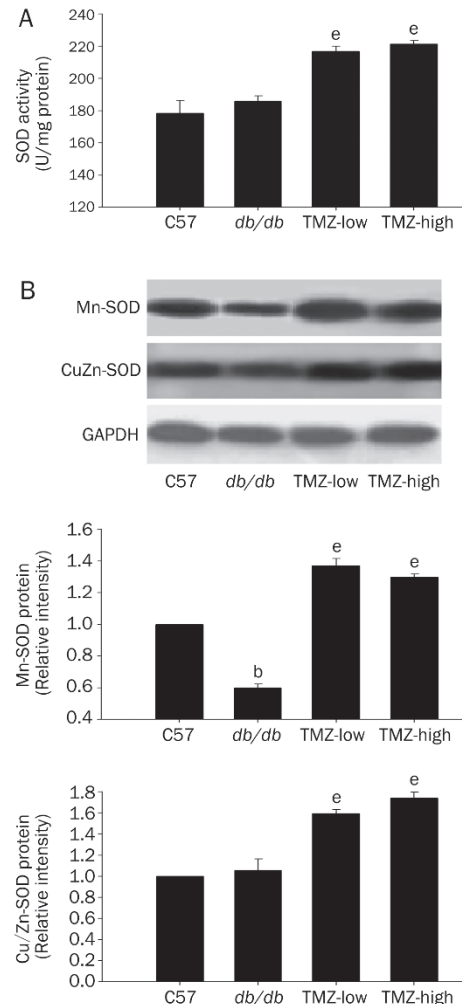 A
SOD activity
(U/mg protein)
240
220
200
180
160
140
120
e
e
C57
db/db
TMZ-low
TMZ-high
B
Mn-SOD
CuZn-SOD
GAPDH
C57
db/db
TMZ-low
TMZ-high
Mn-SOD protein
(Relative intensity)
1.6
1.4
1.2
1.0
0.8
0.6
0.4
b
e
e
C57
db/db
TMZ-low
TMZ-high
Cu/Zn-SOD protein
(Relative intensity)
1.8
1.6
1.4
1.2
1.0
0.8
0.6
0.4
0.2
0.0
e
e
C57
db/db
TMZ-low
TMZ-high